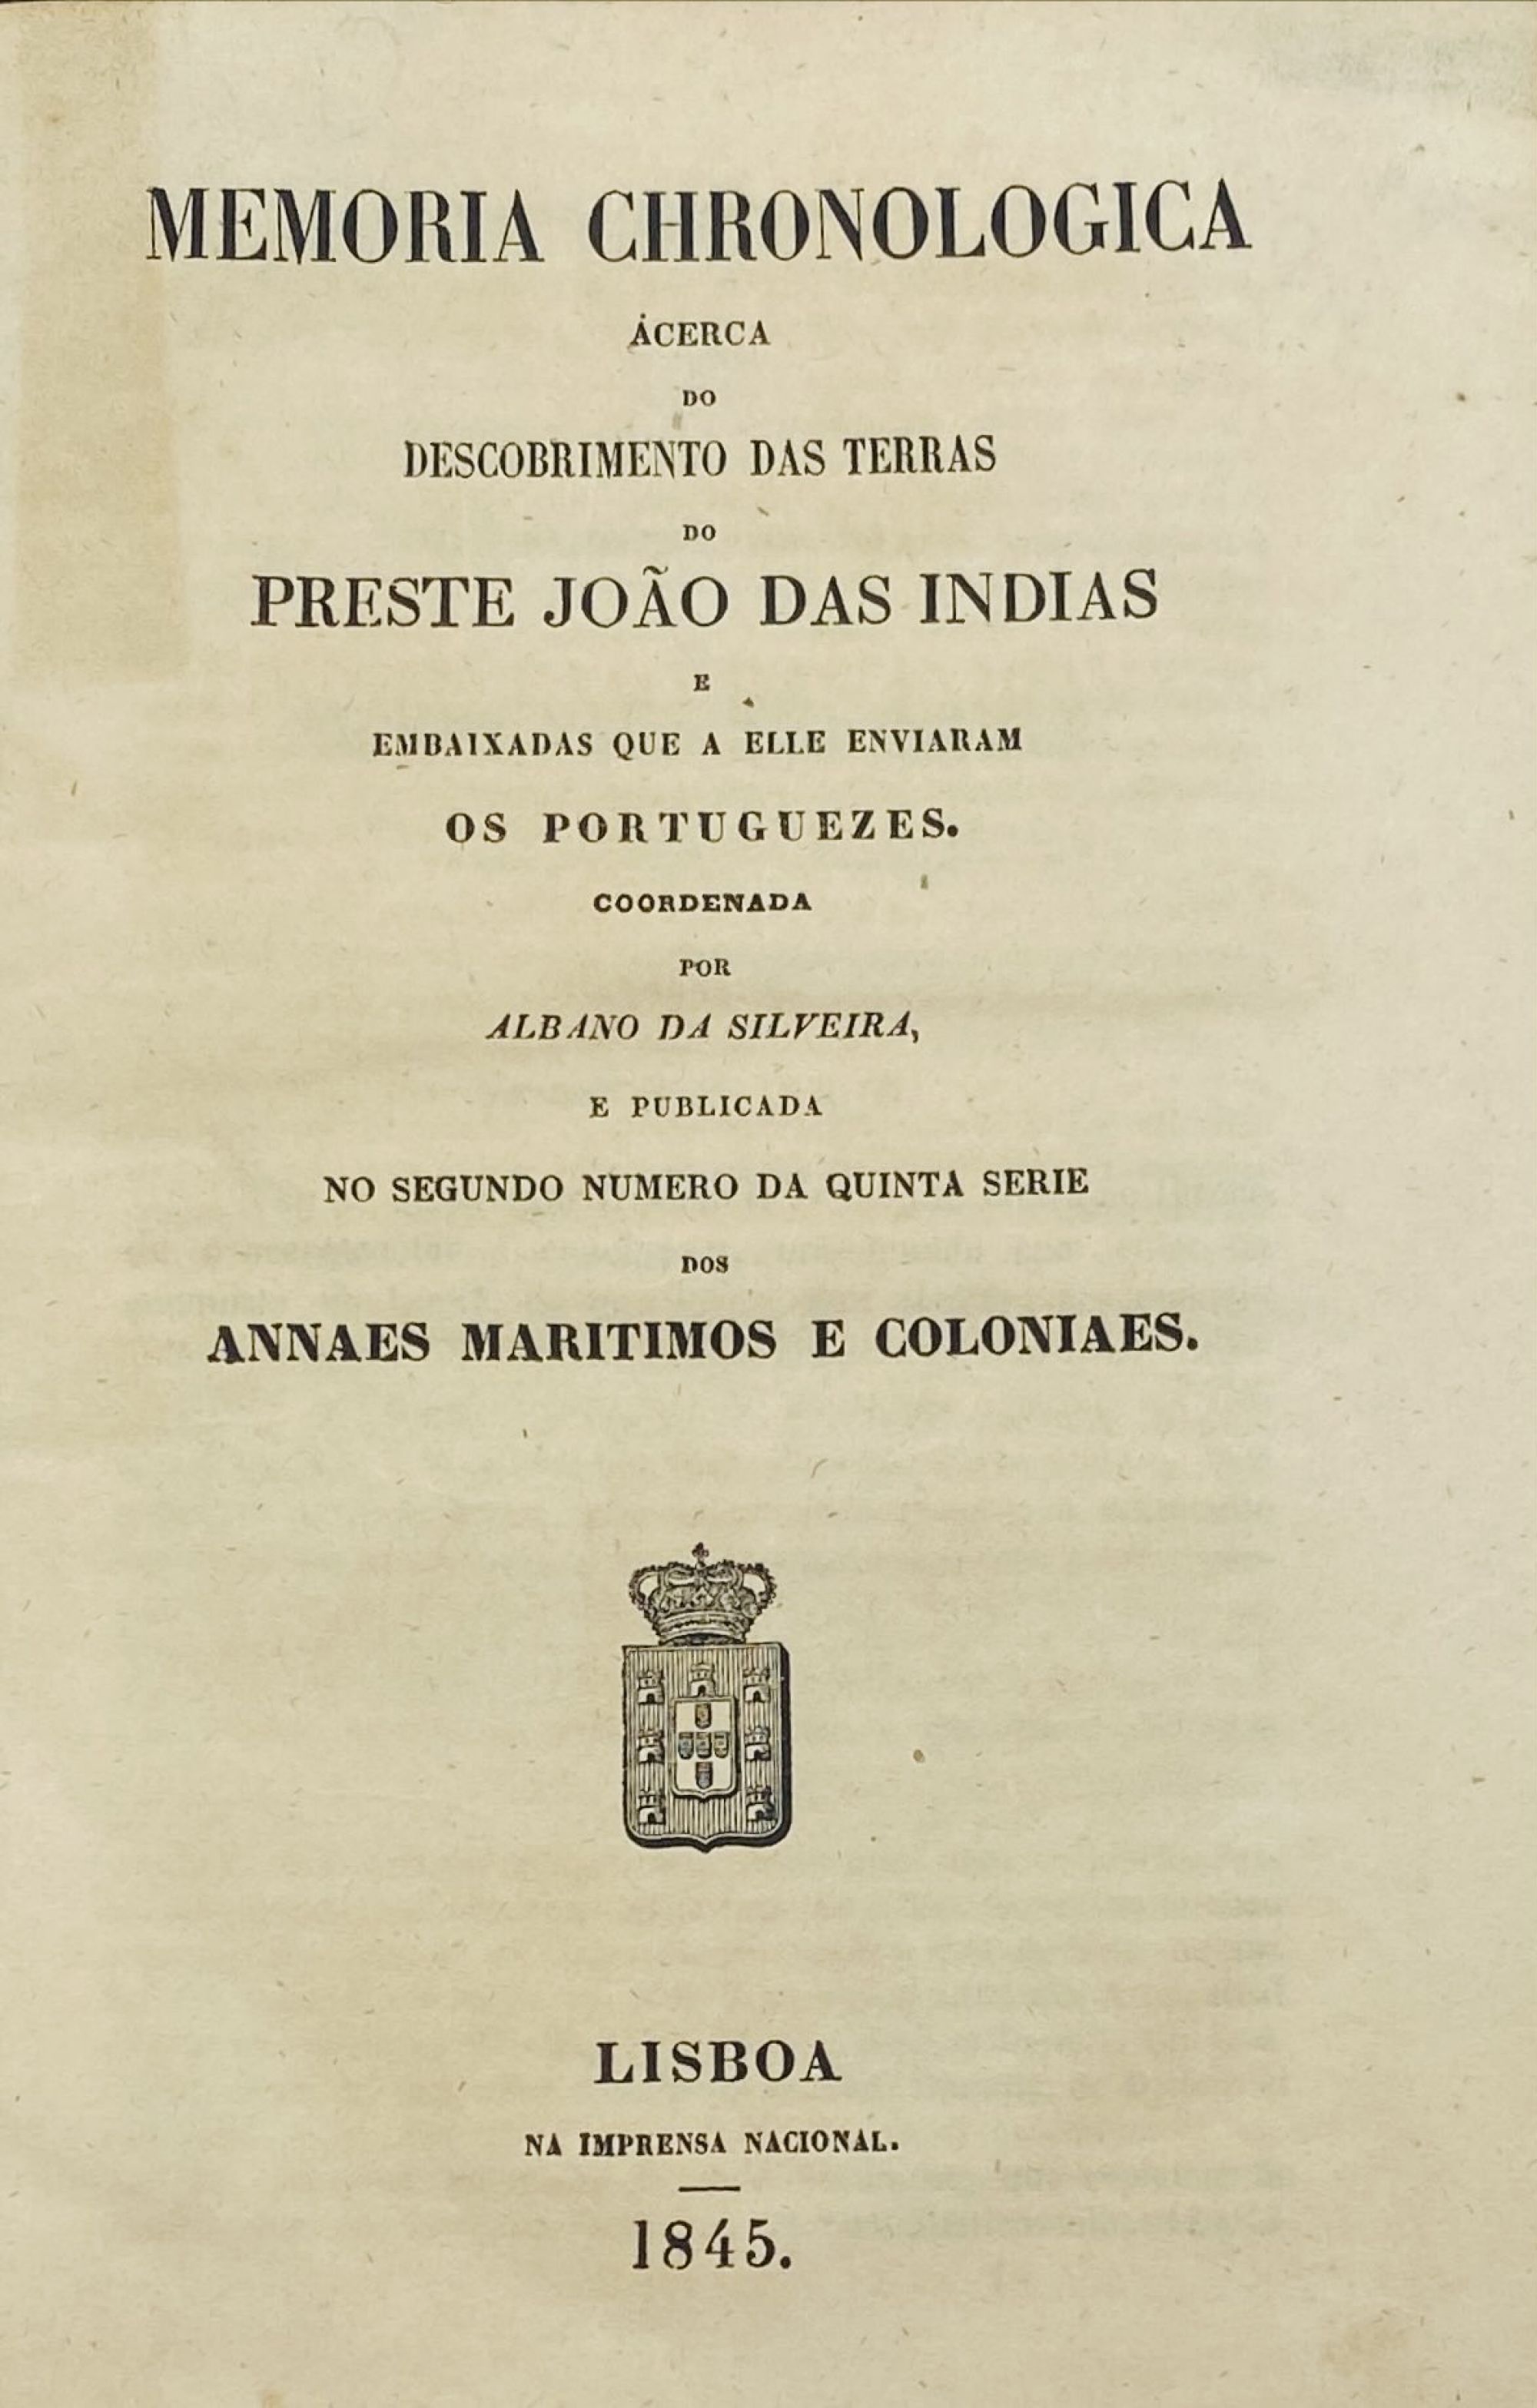 MEMORIA CHRONOLOGICA
ÁCERCA
DO
DESCOBRIMENTO DAS TERRAS
DO
PRESTE JOÃO DAS INDIAS
E
EMBAIXADAS QUE A ELLE ENVIARAM
OS PORTUGUEZES.
COORDENADA
POR
ALBANO DA SILVEIRA,
E PUBLICADA
NO SEGUNDO NUMERO DA QUINTA SERIE
DOS
ANNAES MARITIMOS E COLONIAES.
LISBOA
NA IMPRENSA NACIONAL.
1845.